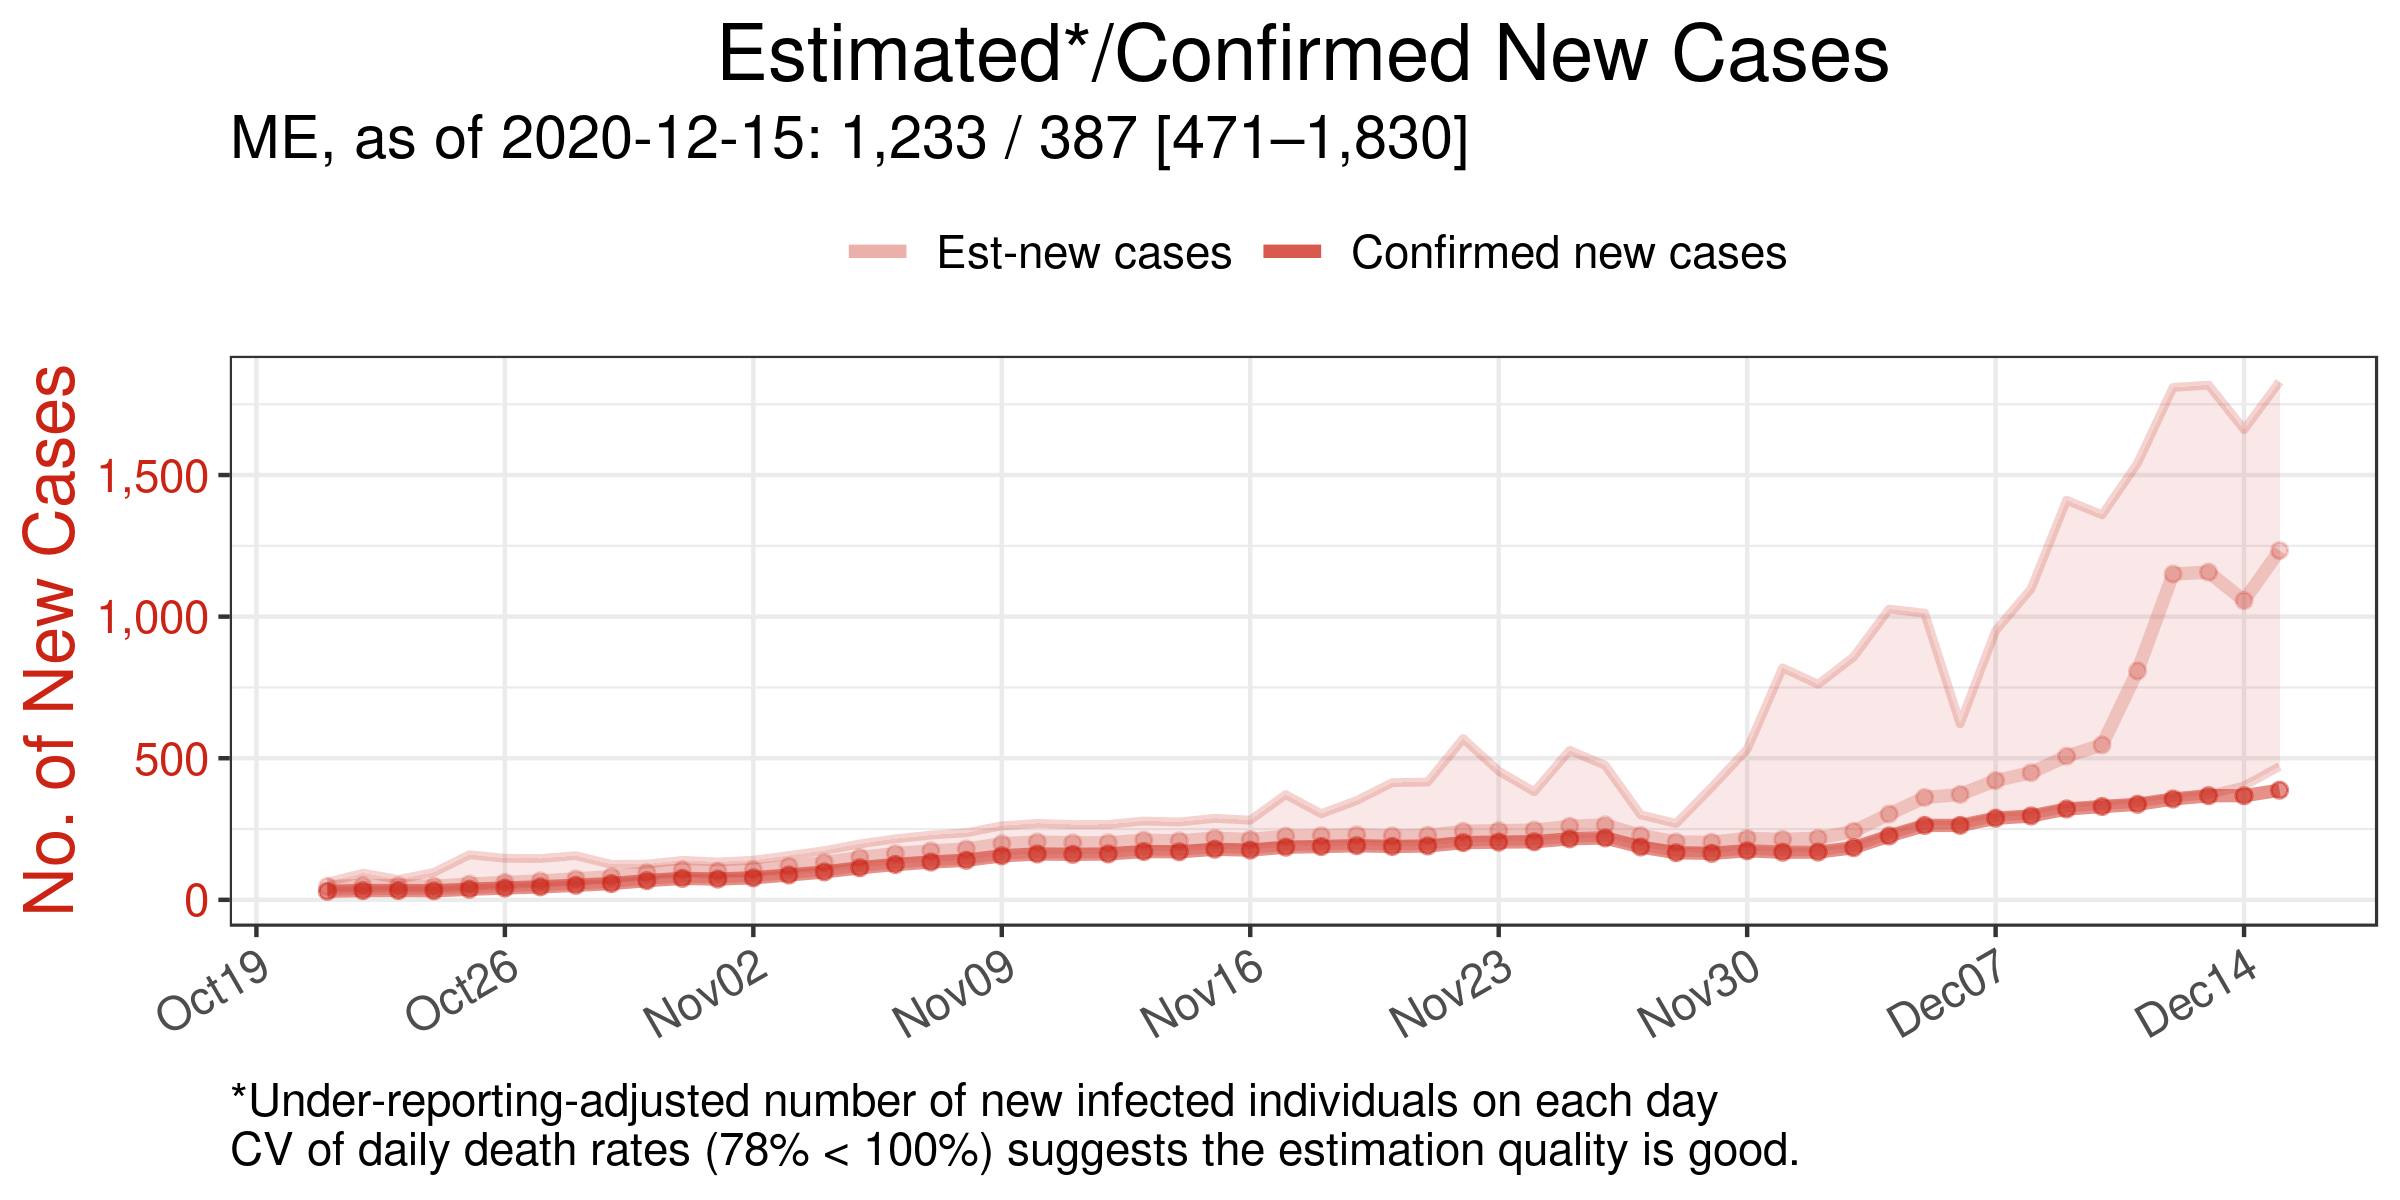 Estimated*/Confirmed New Cases
ME, as of 2020-12-15: 1,233 / 387 [471–1,830]
Est-new cases
Confirmed new cases
No. of New Cases
1,500
1,000
500
0
Oct19
Oct26
Nov02
Nov09
Nov16
Nov23
Nov30
Dec07
Dec14
*Under-reporting-adjusted number of new infected individuals on each day
CV of daily death rates (78% < 100%) suggests the estimation quality is good.